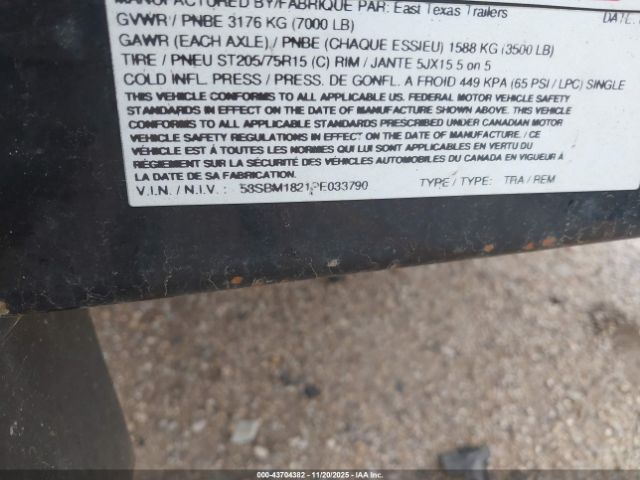 MANUFACTURED BY/FABRIQUE PAR: East Texas Trailers DATE:
GVWR / PNBE 3176 KG (7000 LB)
GAWR (EACH AXLE) / PNBE (CHAQUE ESSIEU) 1588 KG (3500 LB)
TIRE / PNEU ST205/75R15 (C) RIM / JANTE 5JX15 5 on 5
COLD INFL. PRESS / PRESS. DE GONFL. A FROID 449 KPA (65 PSI / LPC) SINGLE
THIS VEHICLE CONFORMS TO ALL APPLICABLE U.S. FEDERAL MOTOR VEHICLE SAFETY
STANDARDS IN EFFECT ON THE DATE OF MANUFACTURE SHOWN ABOVE. THIS VEHICLE
CONFORMS TO ALL APPLICABLE STANDARDS PRESCRIBED UNDER CANADIAN MOTOR
VEHICLE SAFETY REGULATIONS IN EFFECT ON THE DATE OF MANUFACTURE. / CE
VÉHICLE EST À TOUTES LES NORMES QUI LUI SONT APPLICABLES EN VERTU DU
RÈGIEMENT SUR LA SÉCURITÉ DES VÉHICLES AUTOMOBILES DU CANADA EN VIGUEUR À
LA DATE DE SA FABRICATION.
V.I.N. / N.I.V.: 58SBM1821PE033790 TYPE / TYPE: TRA / REM
000-43704382 | 11/20/2025 | IAA, Inc.